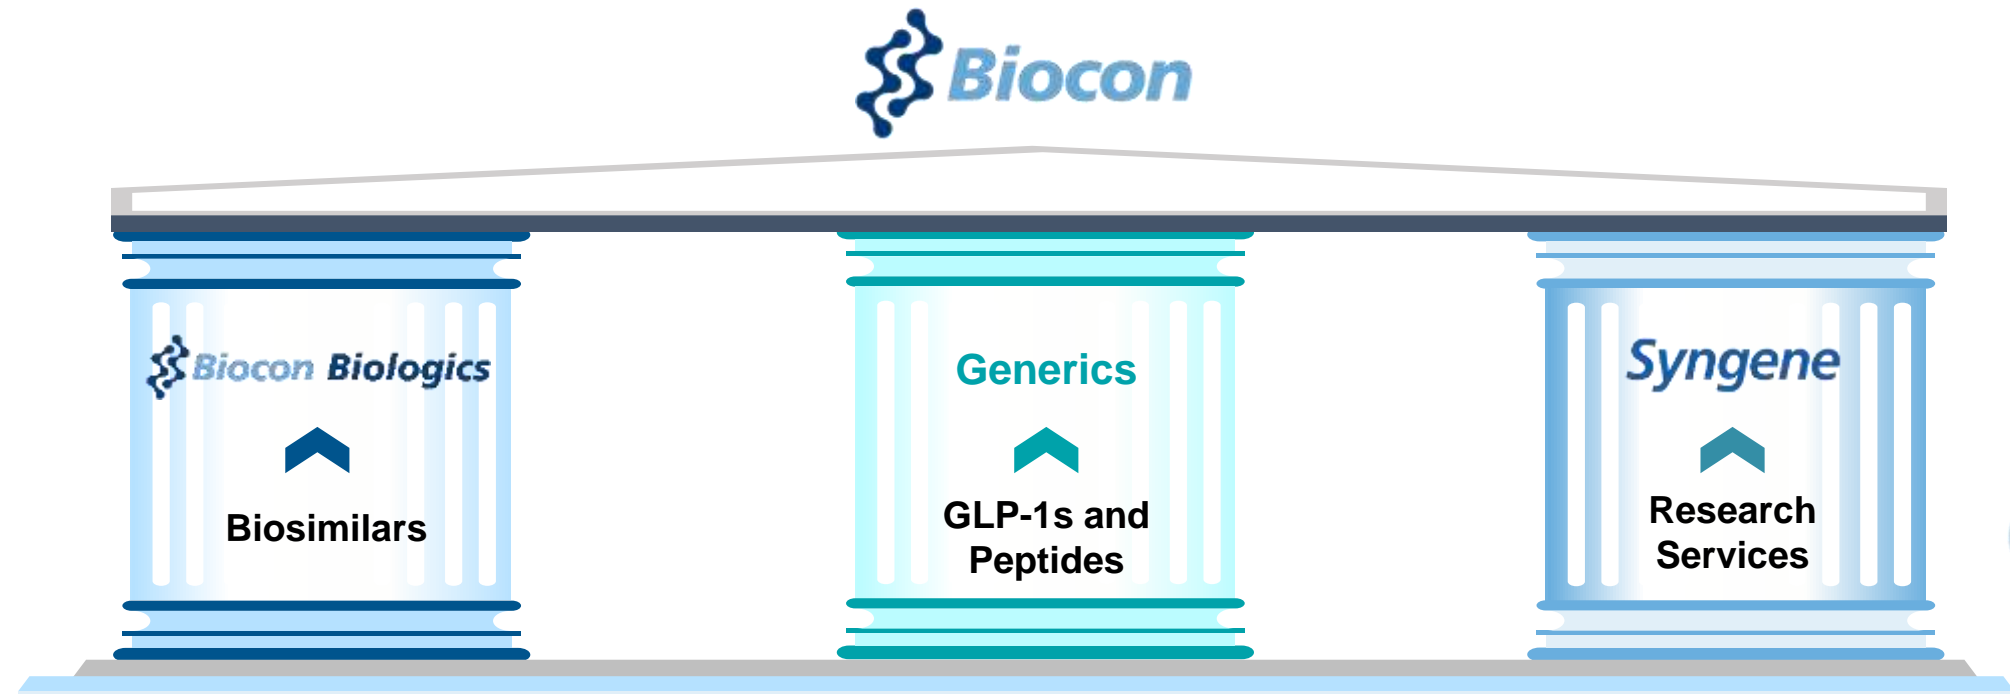 Biocon
Biocon Biologics
Biosimilars
Generics
GLP-1s and
Peptides
Syngene
Research
Services